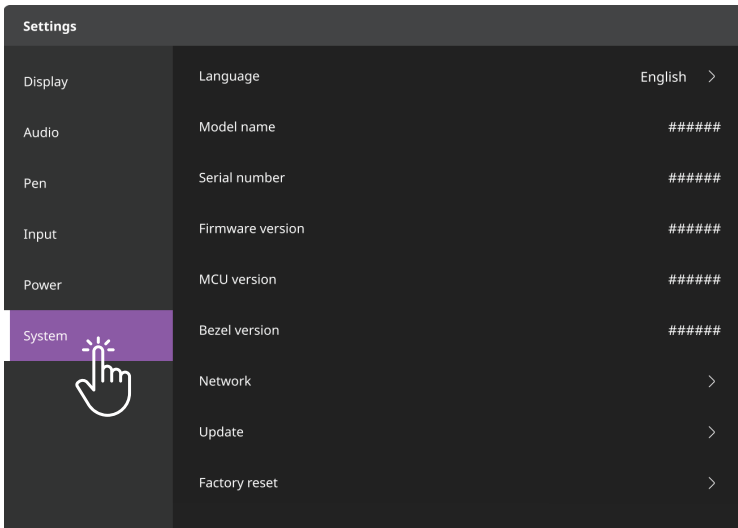 Settings
Display
Audio
Pen
Input
Power
System
Language English >
Model name ######
Serial number ######
Firmware version ######
MCU version ######
Bezel version ######
Network >
Update >
Factory reset >